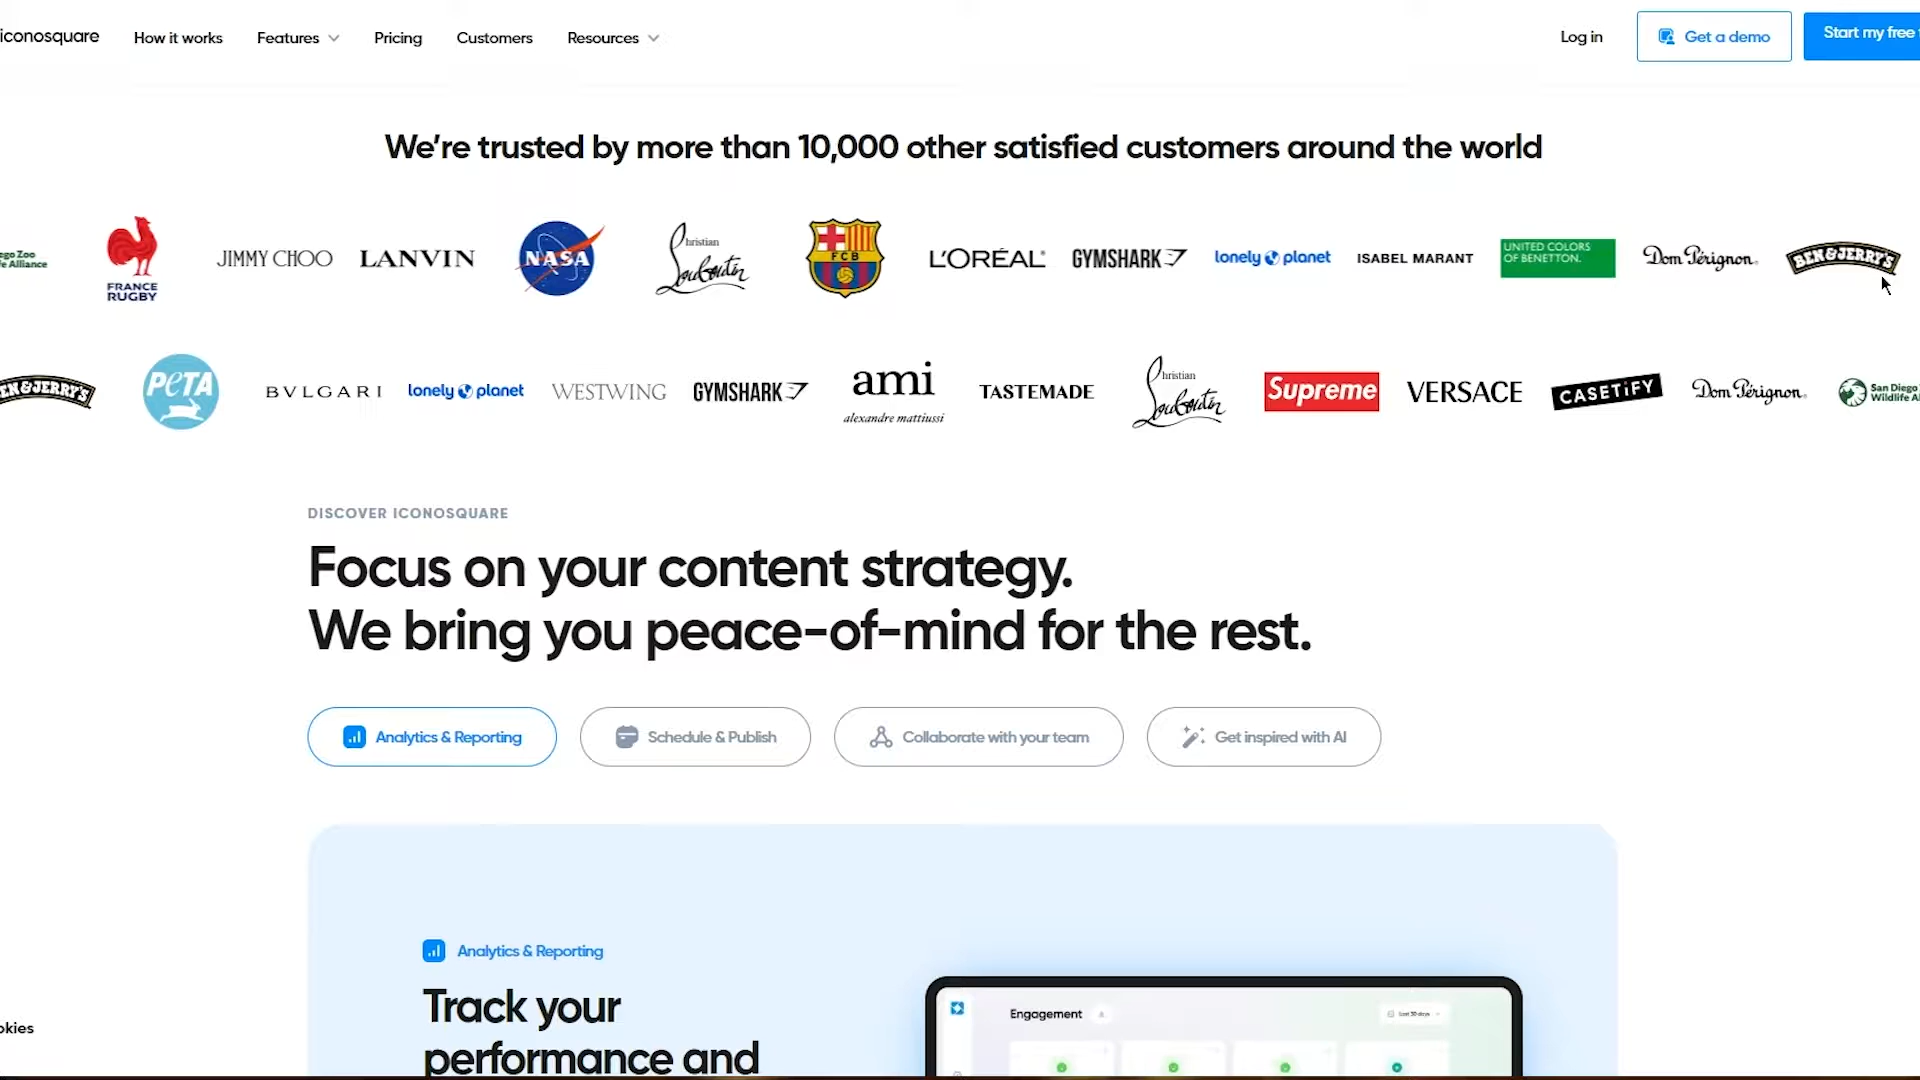 iconosquare How it works Features Pricing Customers Resources Log in Get a demo Start my free
We're trusted by more than 10,000 other satisfied customers around the world
ego Zoo
e Alliance
FRANCE
RUGBY
JIMMY CHOO
LANVIN
NASA
Christian
Louboutin
FCB
L'ORÉAL
GYMSHARK
lonely planet
ISABEL MARANT
UNITED COLORS
OF BENETTON.
Dom Pérignon
BEN&JERRY'S
EN&JERRY'S
PeTA
BVLGARI
lonely planet
WESTWING
GYMSHARK
ami
alexandre mattiussi
TASTEMADE
Christian
Louboutin
Supreme
VERSACE
CASETiFY
Dom Pérignon
San Diego
Wildlife Al
DISCOVER ICONOSQUARE
Focus on your content strategy.
We bring you peace-of-mind for the rest.
Analytics & Reporting Schedule & Publish Collaborate with your team Get inspired with AI
Analytics & Reporting
Track your
performance and
Engagement
Last 30 days
okies